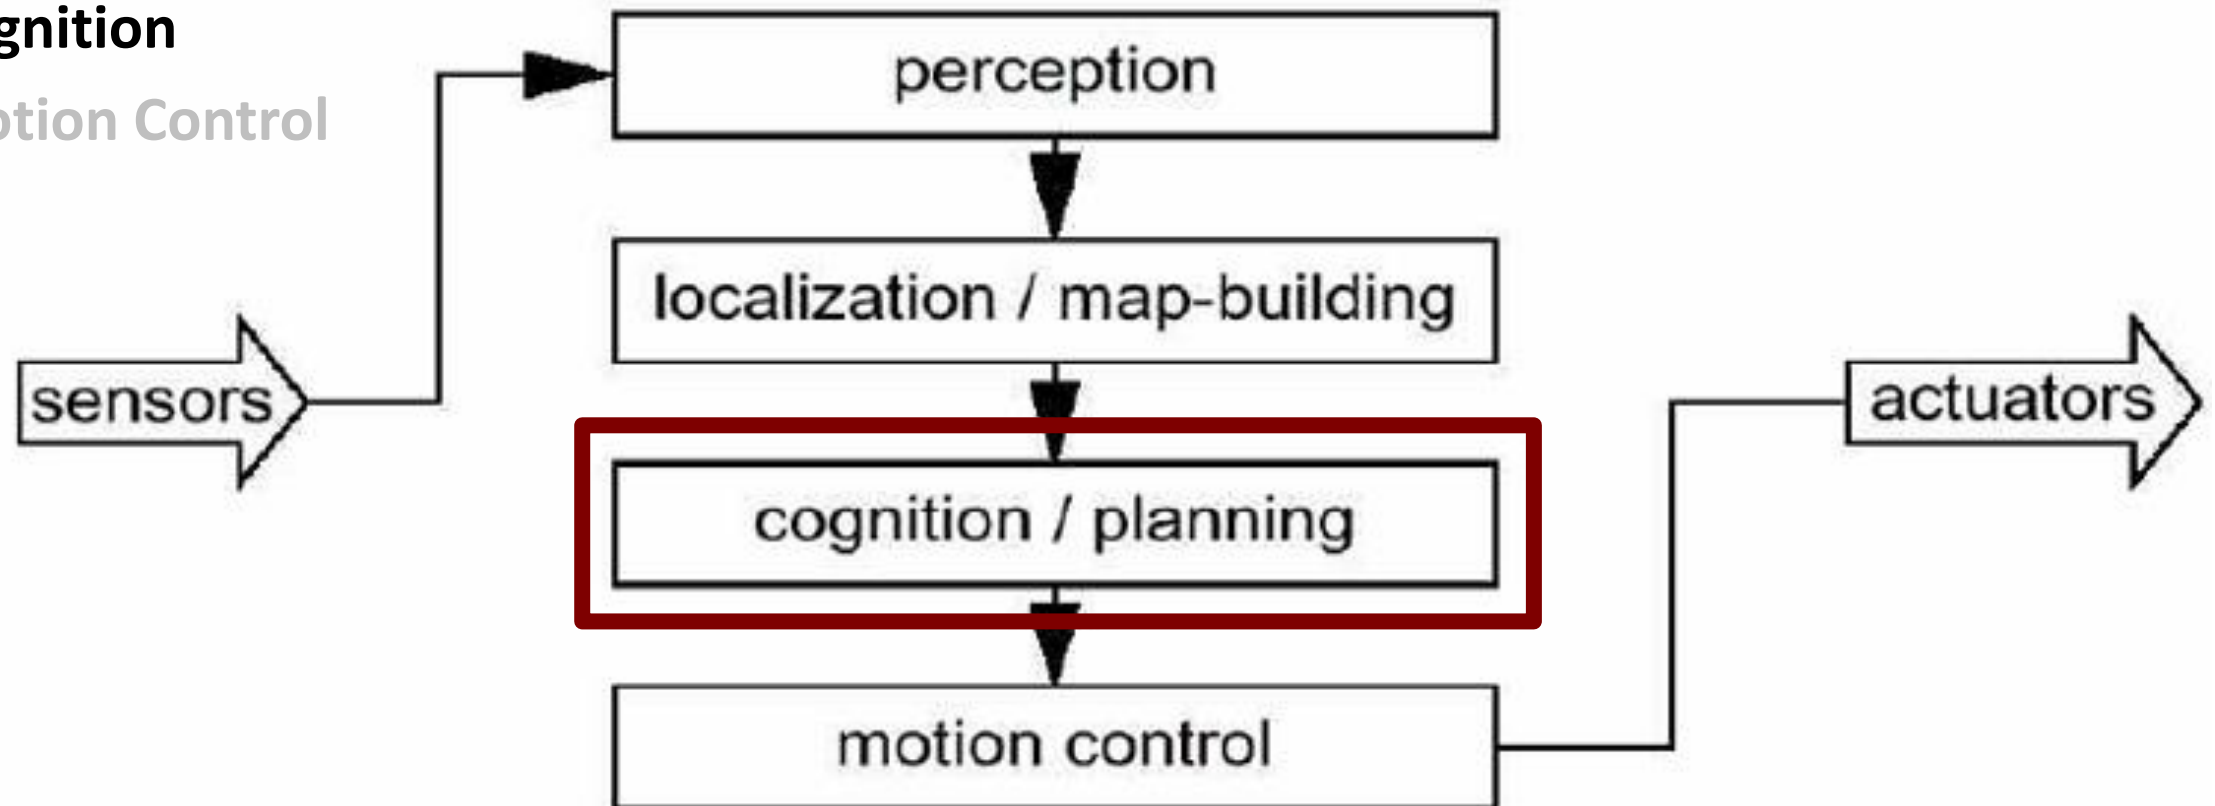 gnition
otion Control
perception
localization / map-building
sensors
actuators
cognition / planning
motion control